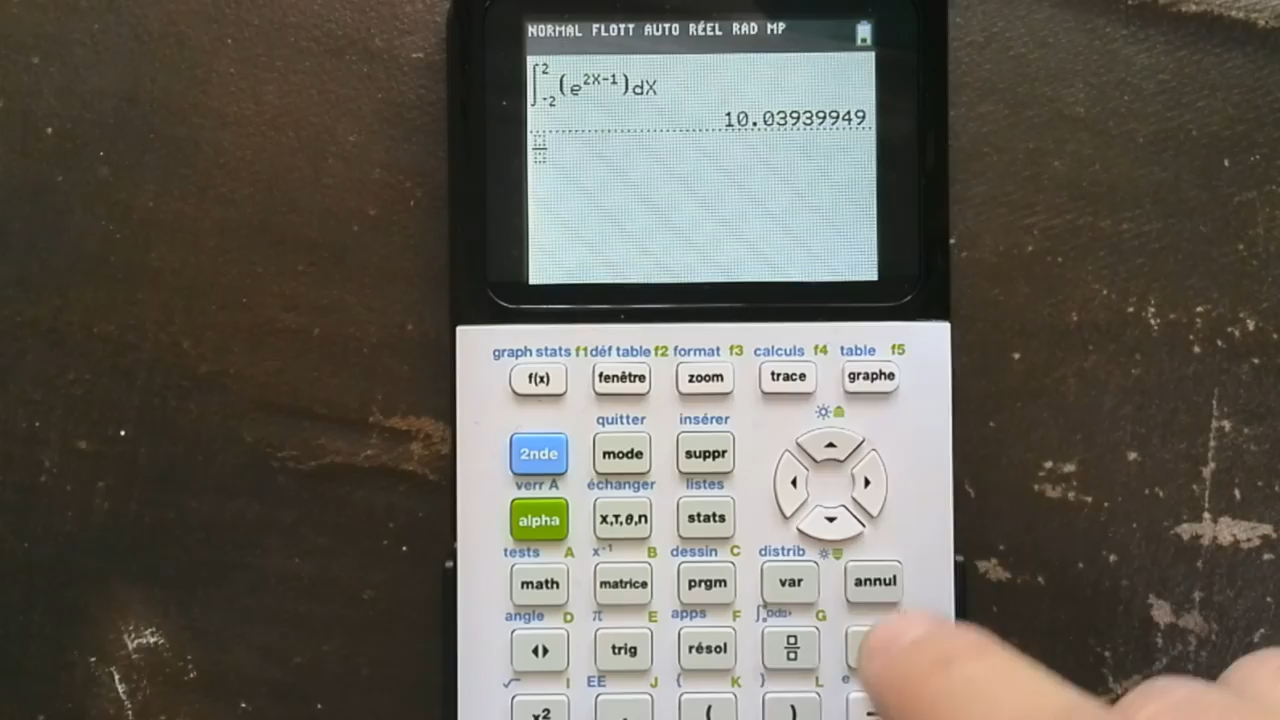 NORMAL FLOTT AUTO RÉEL RAD MP
∫₋₂² (e^(2X-1))dX
10.03939949
graph stats f1 déf table f2 format f3 calculs f4 table f5
f(x) fenêtre zoom trace graphe
quitter insérer
2nde mode suppr
verr A échanger listes
alpha X,T,θ,n stats
tests A x⁻¹ B dessin C distrib
math matrice prgm var annul
angle D π E apps F G
trig résol
√ I EE J { K } L e
x² , ( )